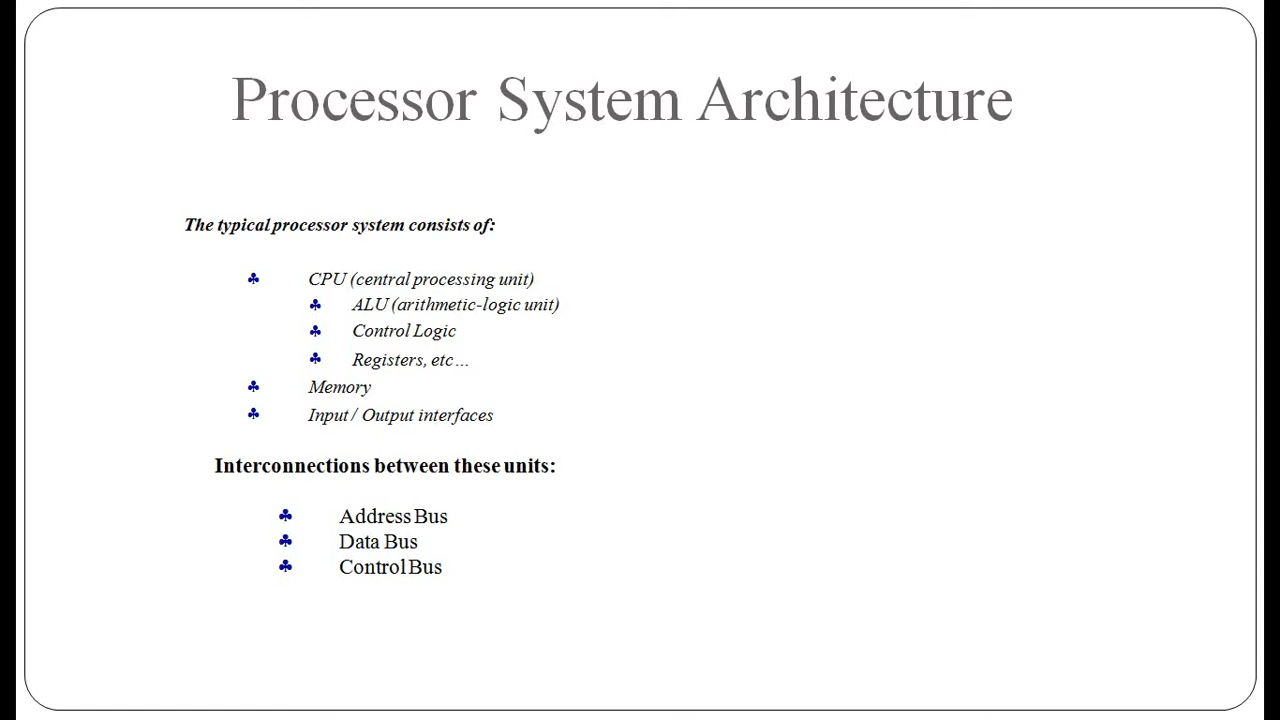 Processor System Architecture
The typical processor system consists of:
♣ CPU (central processing unit)
♣ ALU (arithmetic-logic unit)
♣ Control Logic
♣ Registers, etc…
♣ Memory
♣ Input / Output interfaces
Interconnections between these units:
♣ Address Bus
♣ Data Bus
♣ Control Bus